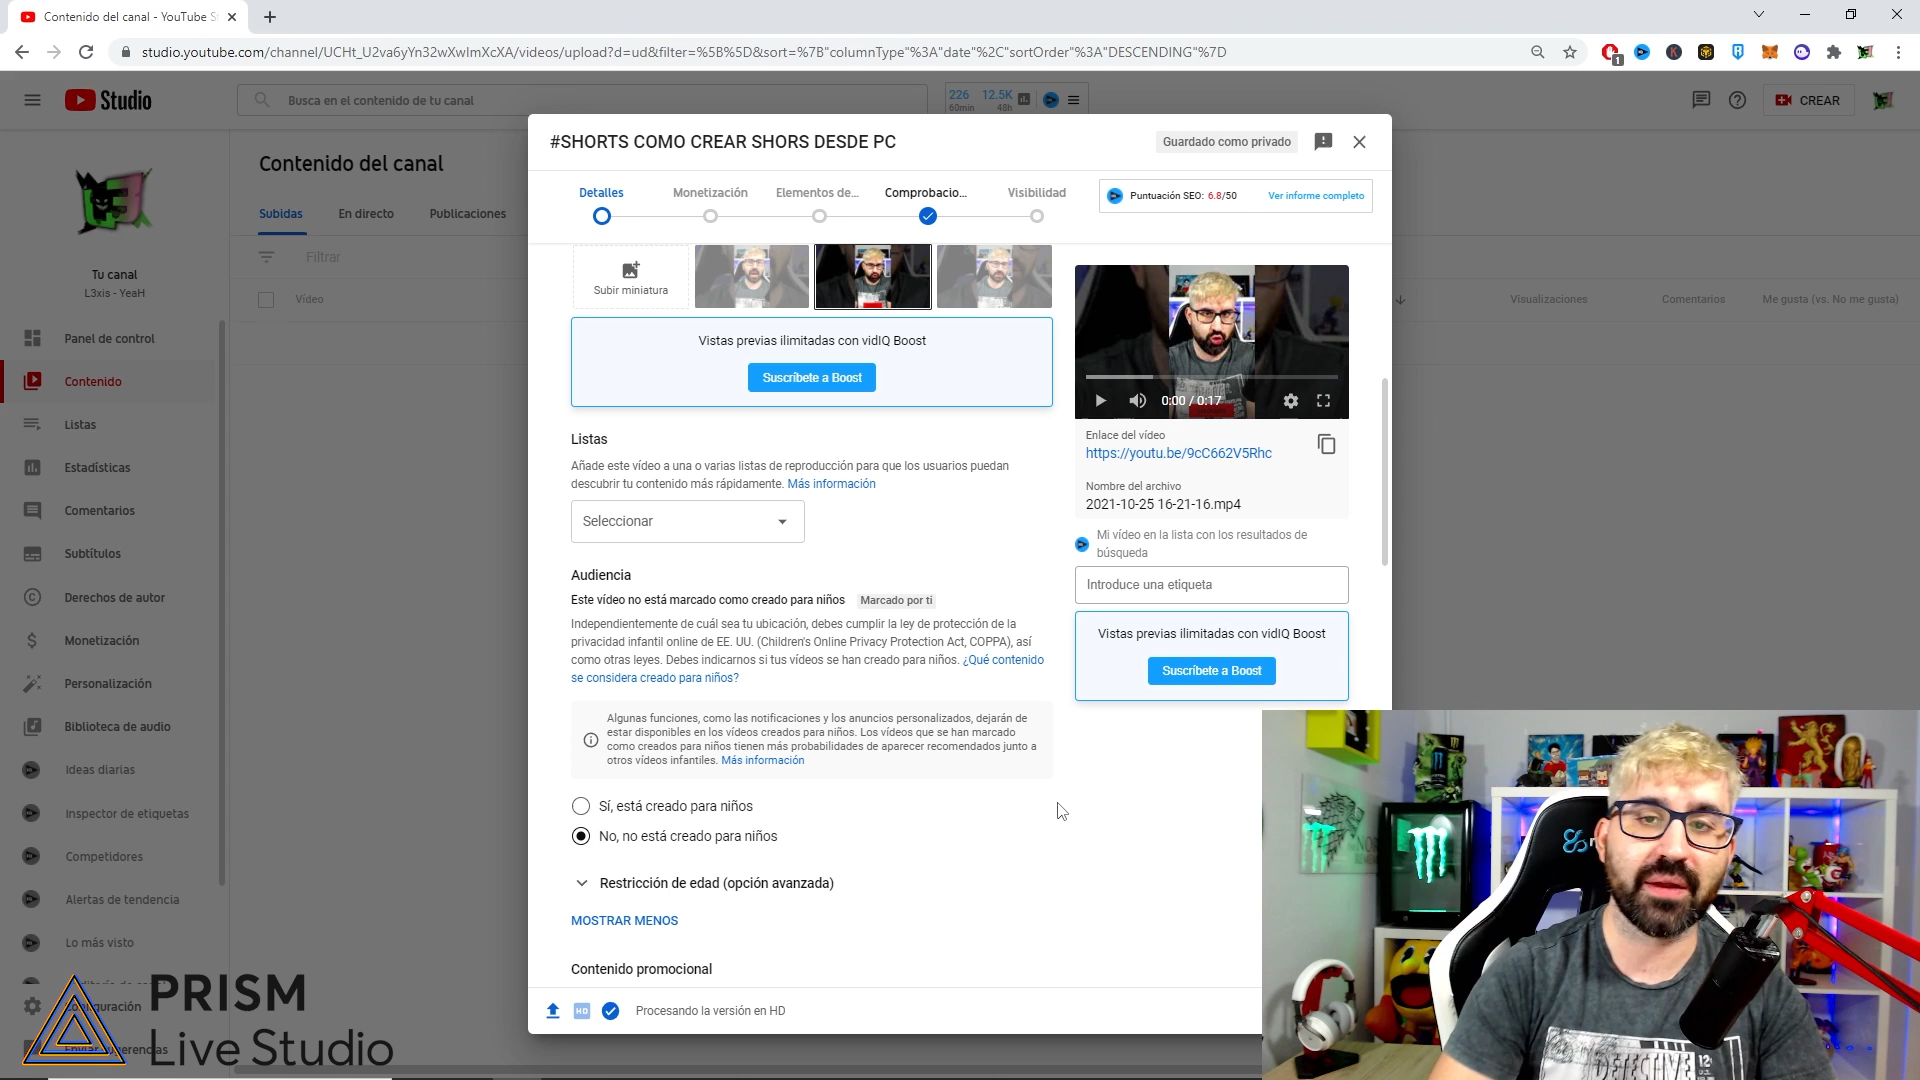 Contenido del canal - YouTube S
studio.youtube.com/channel/UCHt_U2va6yYn32wXwImXcXA/videos/upload?d=ud&filter=%5B%5D&sort=%7B"columnType"%3A"date"%2C"sortOrder"%3A"DESCENDING"%7D
1
Studio
Busca en el contenido de tu canal
226 12.5K
60min 48h
CREAR
Tu canal
L3xis - YeaH
Panel de control
Contenido
Listas
Estadísticas
Comentarios
Subtítulos
Derechos de autor
Monetización
Personalización
Biblioteca de audio
Ideas diarias
Inspector de etiquetas
Competidores
Alertas de tendencia
Lo más visto
Configuración
Enviar sugerencias
PRISM
Live Studio
Contenido del canal
Subidas En directo Publicaciones
Filtrar
Vídeo
Visualizaciones Comentarios Me gusta (vs. No me gusta)
#SHORTS COMO CREAR SHORS DESDE PC
Guardado como privado
Detalles Monetización Elementos de... Comprobacio... Visibilidad
Puntuación SEO: 6.8/50 Ver informe completo
Subir miniatura
Vistas previas ilimitadas con vidIQ Boost
Suscríbete a Boost
Listas
Añade este vídeo a una o varias listas de reproducción para que los usuarios puedan
descubrir tu contenido más rápidamente. Más información
Seleccionar
Audiencia
Este vídeo no está marcado como creado para niños Marcado por ti
Independientemente de cuál sea tu ubicación, debes cumplir la ley de protección de la
privacidad infantil online de EE. UU. (Children's Online Privacy Protection Act, COPPA), así
como otras leyes. Debes indicarnos si tus vídeos se han creado para niños. ¿Qué contenido
se considera creado para niños?
Algunas funciones, como las notificaciones y los anuncios personalizados, dejarán de
estar disponibles en los vídeos creados para niños. Los vídeos que se han marcado
como creados para niños tienen más probabilidades de aparecer recomendados junto a
otros vídeos infantiles. Más información
Sí, está creado para niños
No, no está creado para niños
Restricción de edad (opción avanzada)
MOSTRAR MENOS
Contenido promocional
HD
Procesando la versión en HD
0:00 / 0:17
Enlace del vídeo
https://youtu.be/9cC662V5Rhc
Nombre del archivo
2021-10-25 16-21-16.mp4
Mi vídeo en la lista con los resultados de
búsqueda
Introduce una etiqueta
Vistas previas ilimitadas con vidIQ Boost
Suscríbete a Boost
DETECTIVE